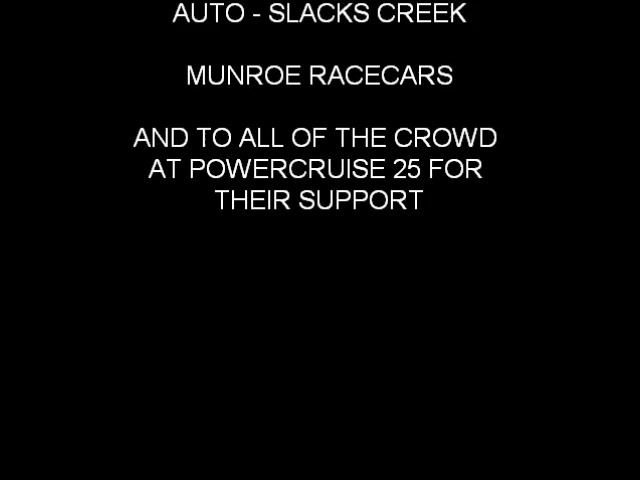 AUTO - SLACKS CREEK
MUNROE RACECARS
AND TO ALL OF THE CROWD
AT POWERCRUISE 25 FOR
THEIR SUPPORT